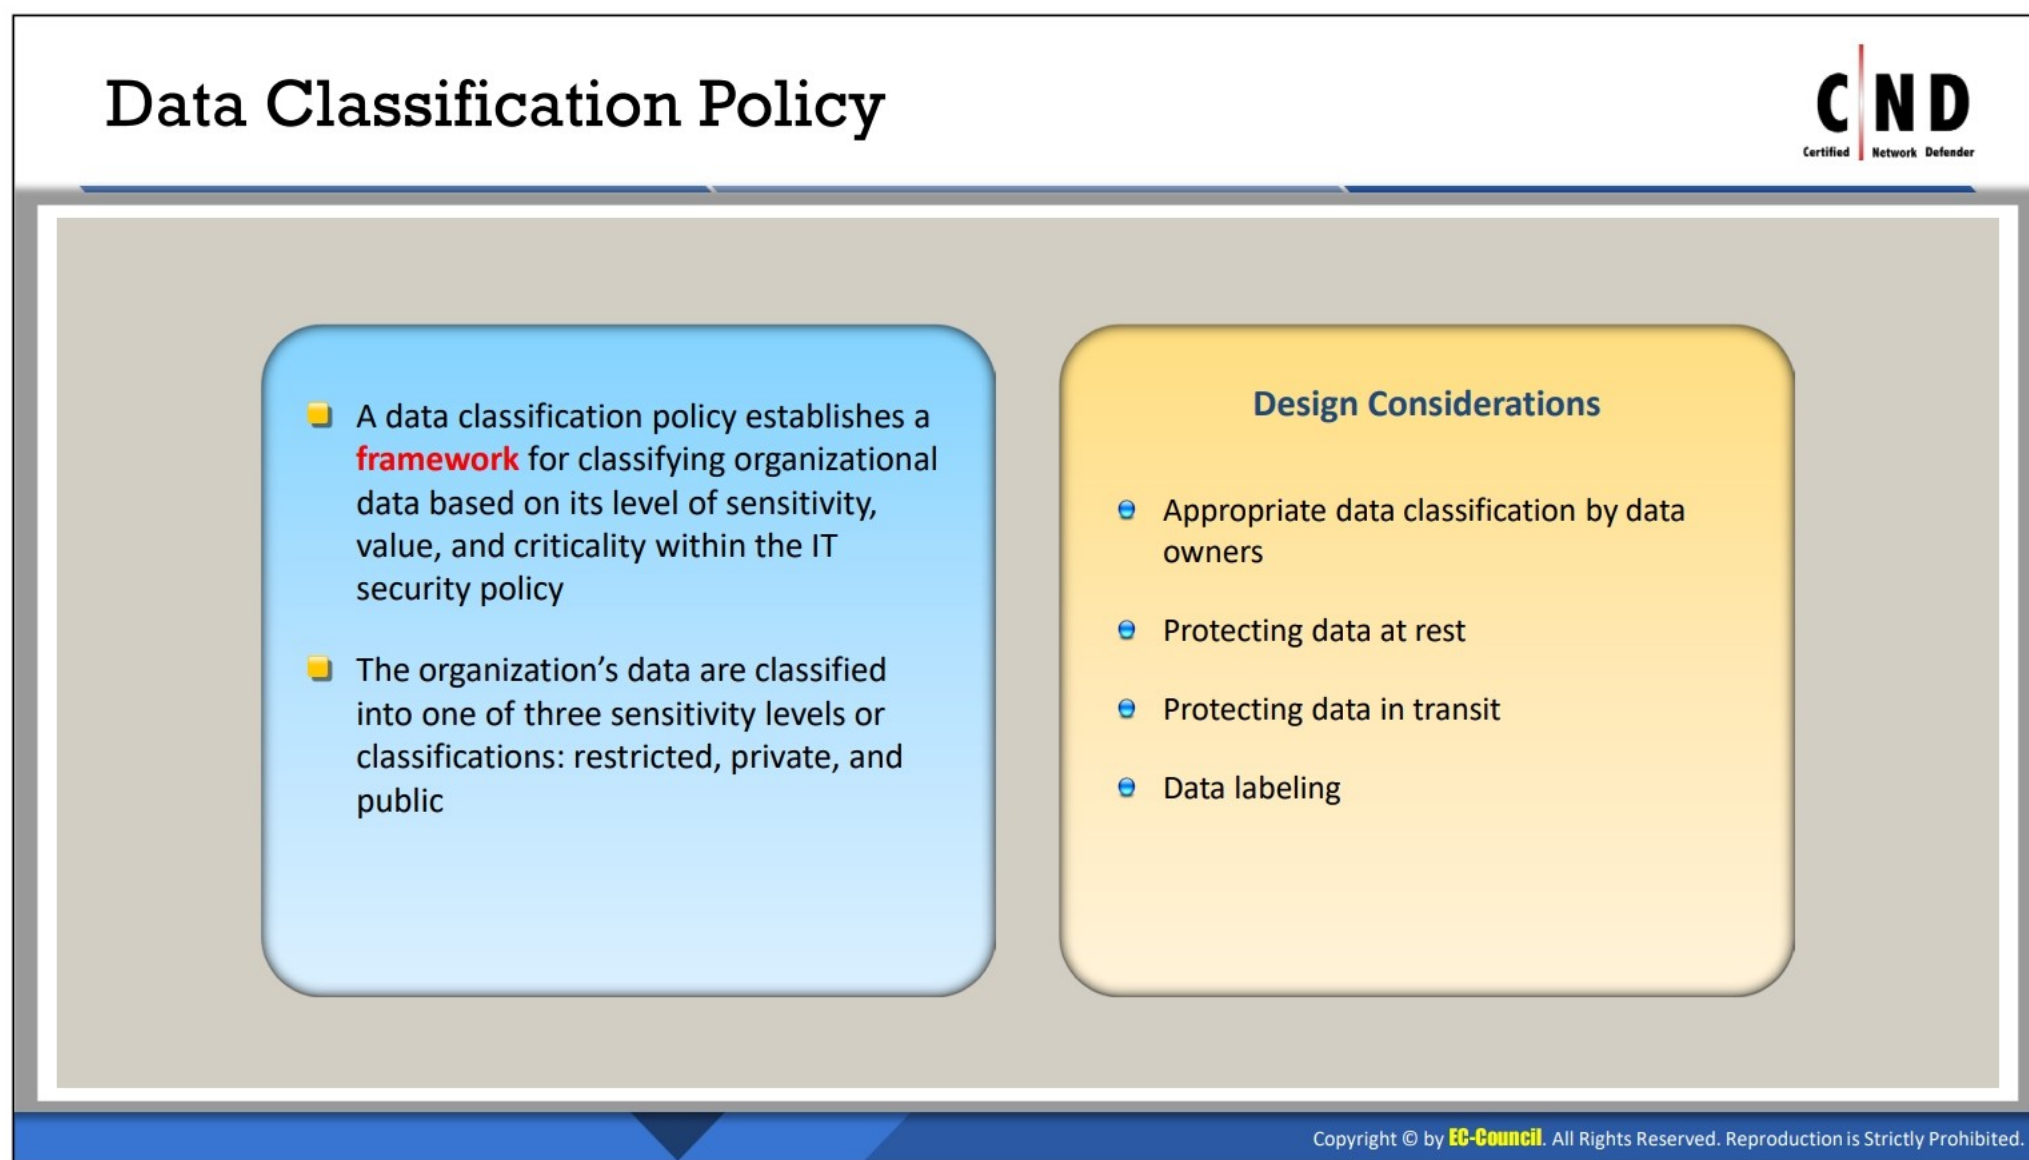 Data Classification Policy
C|ND
Certified Network Defender
A data classification policy establishes a
framework for classifying organizational
data based on its level of sensitivity,
value, and criticality within the IT
security policy
The organization’s data are classified
into one of three sensitivity levels or
classifications: restricted, private, and
public
Design Considerations
Appropriate data classification by data
owners
Protecting data at rest
Protecting data in transit
Data labeling
Copyright © by EC-Council. All Rights Reserved. Reproduction is Strictly Prohibited.